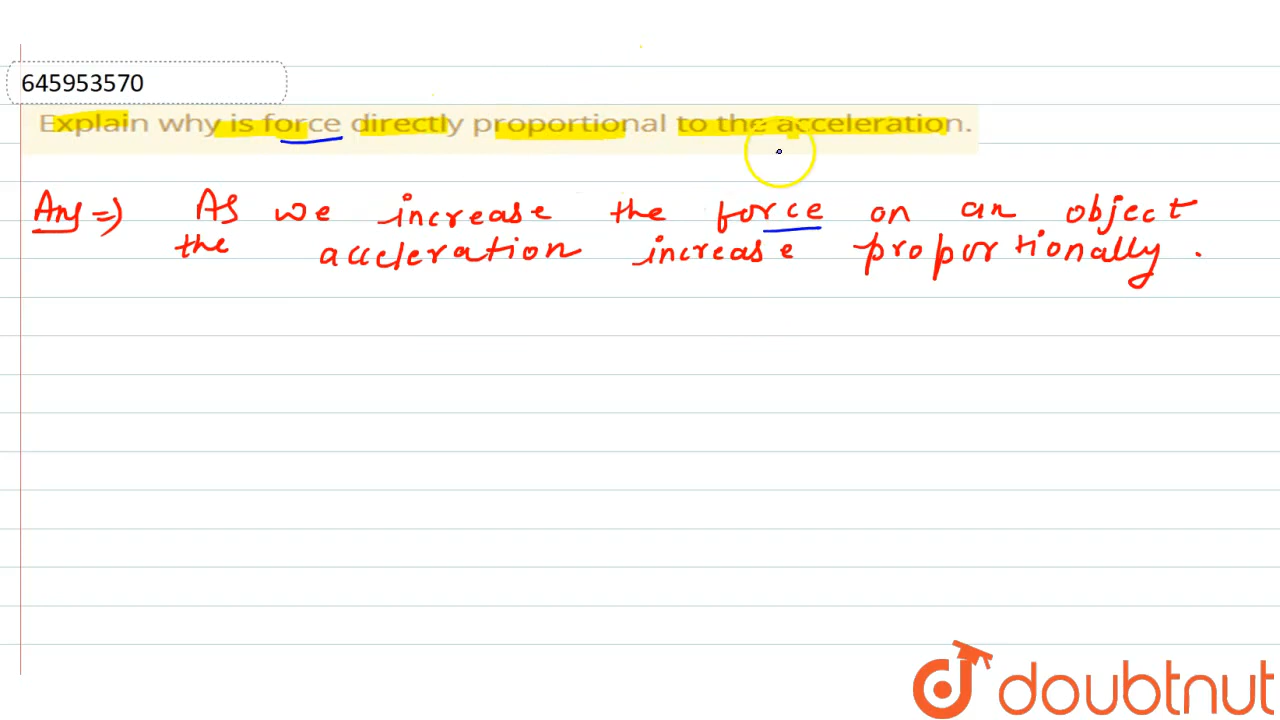 645953570
Explain why is force directly proportional to the acceleration.
Ans => As we increase the force on an object
the acceleration increase proportionally.
doubtnut